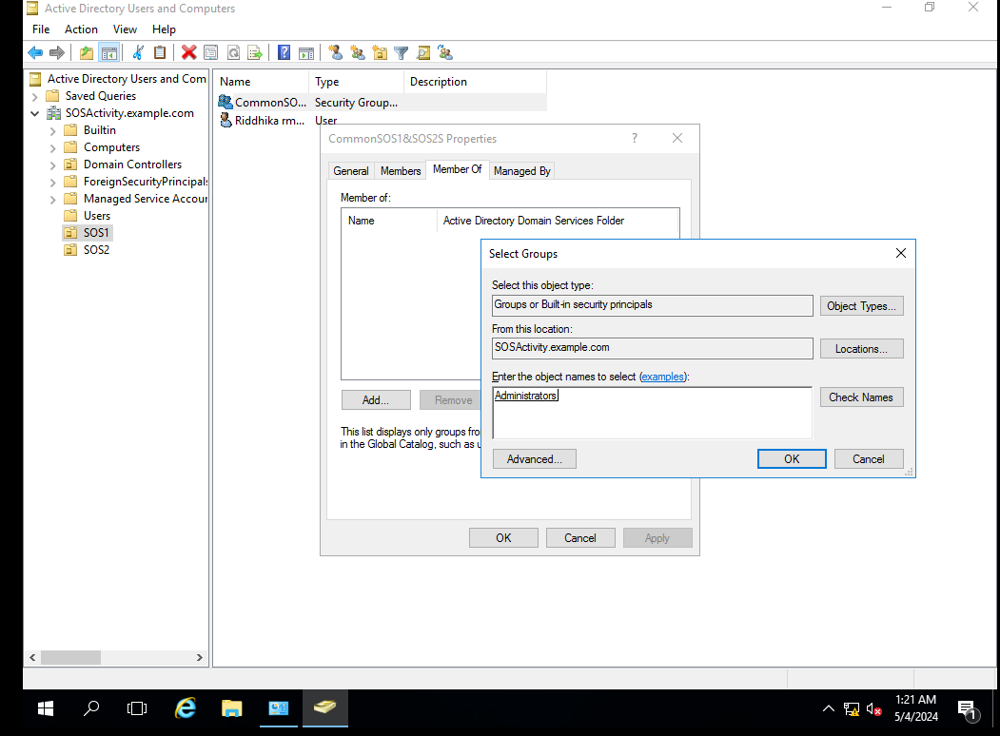 Active Directory Users and Computers
File Action View Help
Active Directory Users and Com
Saved Queries
SOSActivity.example.com
Builtin
Computers
Domain Controllers
ForeignSecurityPrincipals
Managed Service Accour
Users
SOS1
SOS2
Name Type Description
CommonSO... Security Group...
Riddhika rm... User
CommonSOS1&SOS2S Properties
General Members Member Of Managed By
Member of:
Name Active Directory Domain Services Folder
Add... Remove
This list displays only groups fro
in the Global Catalog, such as u
OK Cancel Apply
Select Groups
Select this object type:
Groups or Built-in security principals Object Types...
From this location:
SOSActivity.example.com Locations...
Enter the object names to select (examples):
Administrators Check Names
Advanced... OK Cancel
1:21 AM
5/4/2024
1